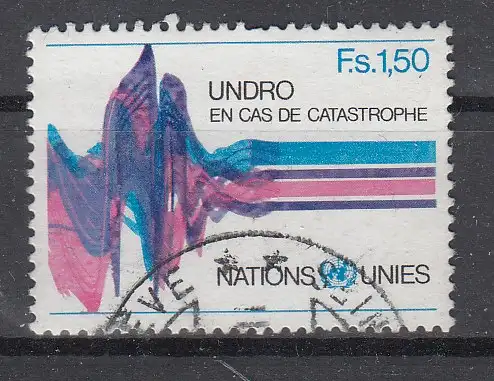 F.s.1,50
UNDRO
EN CAS DE CATASTROPHE
NATIONS UNIES